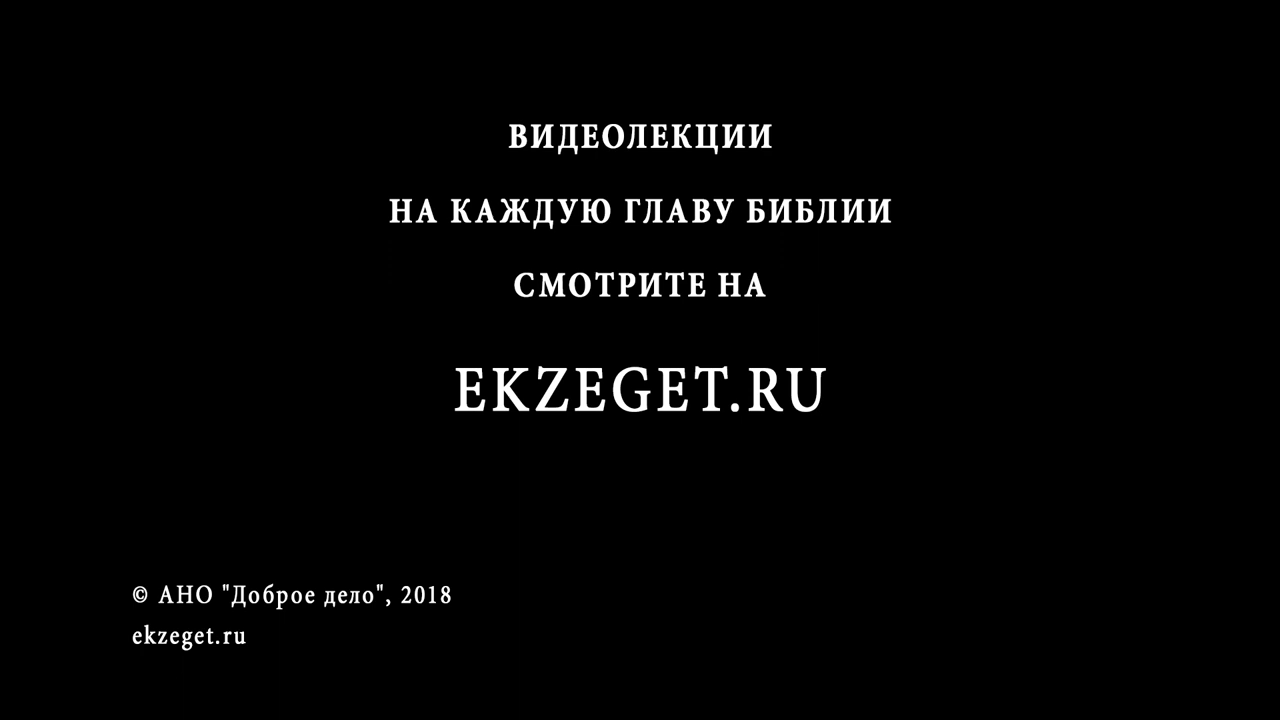 ВИДЕОЛЕКЦИИ
НА КАЖДУЮ ГЛАВУ БИБЛИИ
СМОТРИТЕ НА
EKZEGET.RU
© АНО "Доброе дело", 2018
ekzeget.ru